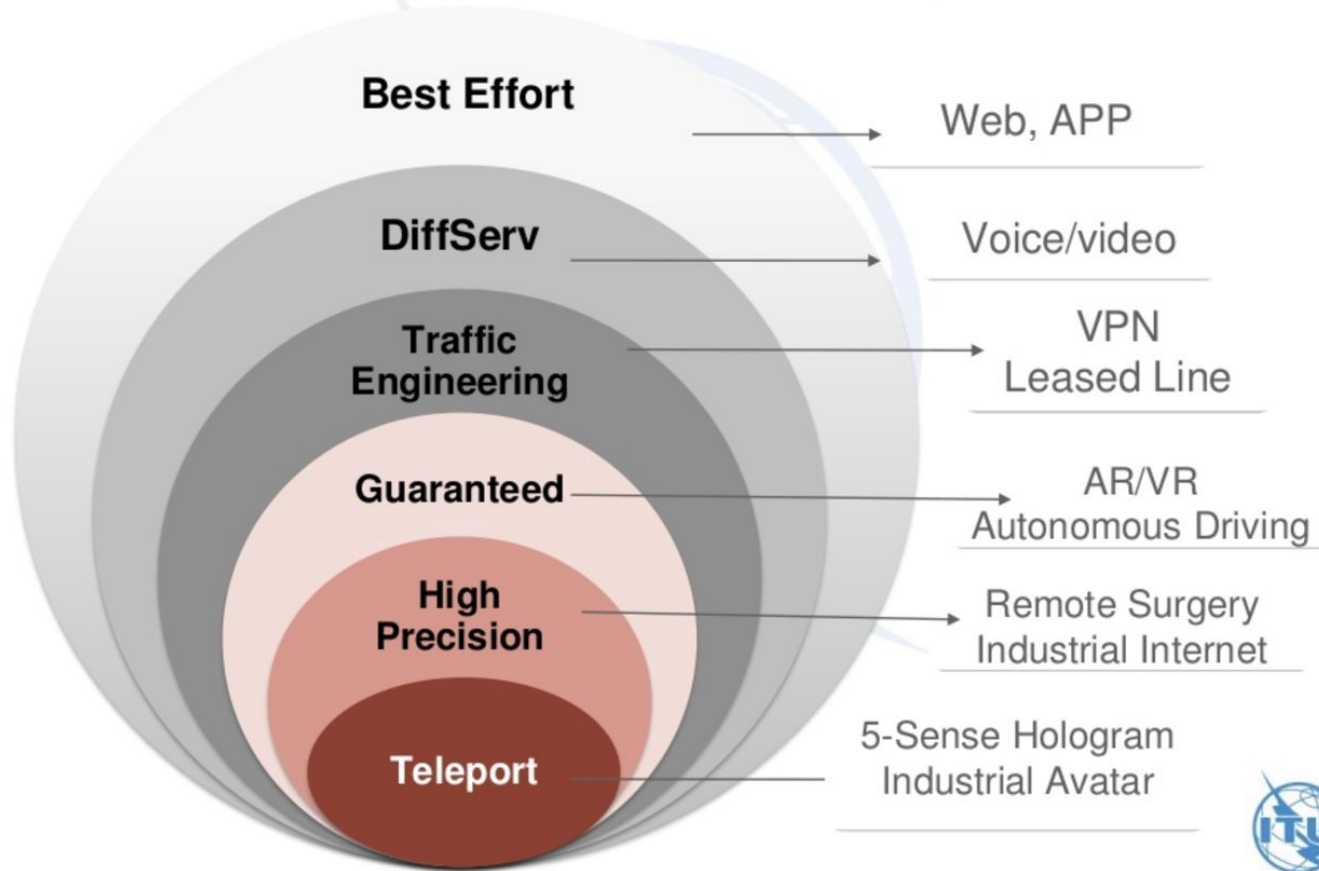 Best Effort
Web, APP
DiffServ
Voice/video
Traffic
Engineering
VPN
Leased Line
Guaranteed
AR/VR
Autonomous Driving
High
Precision
Remote Surgery
Industrial Internet
Teleport
5-Sense Hologram
Industrial Avatar
ITU